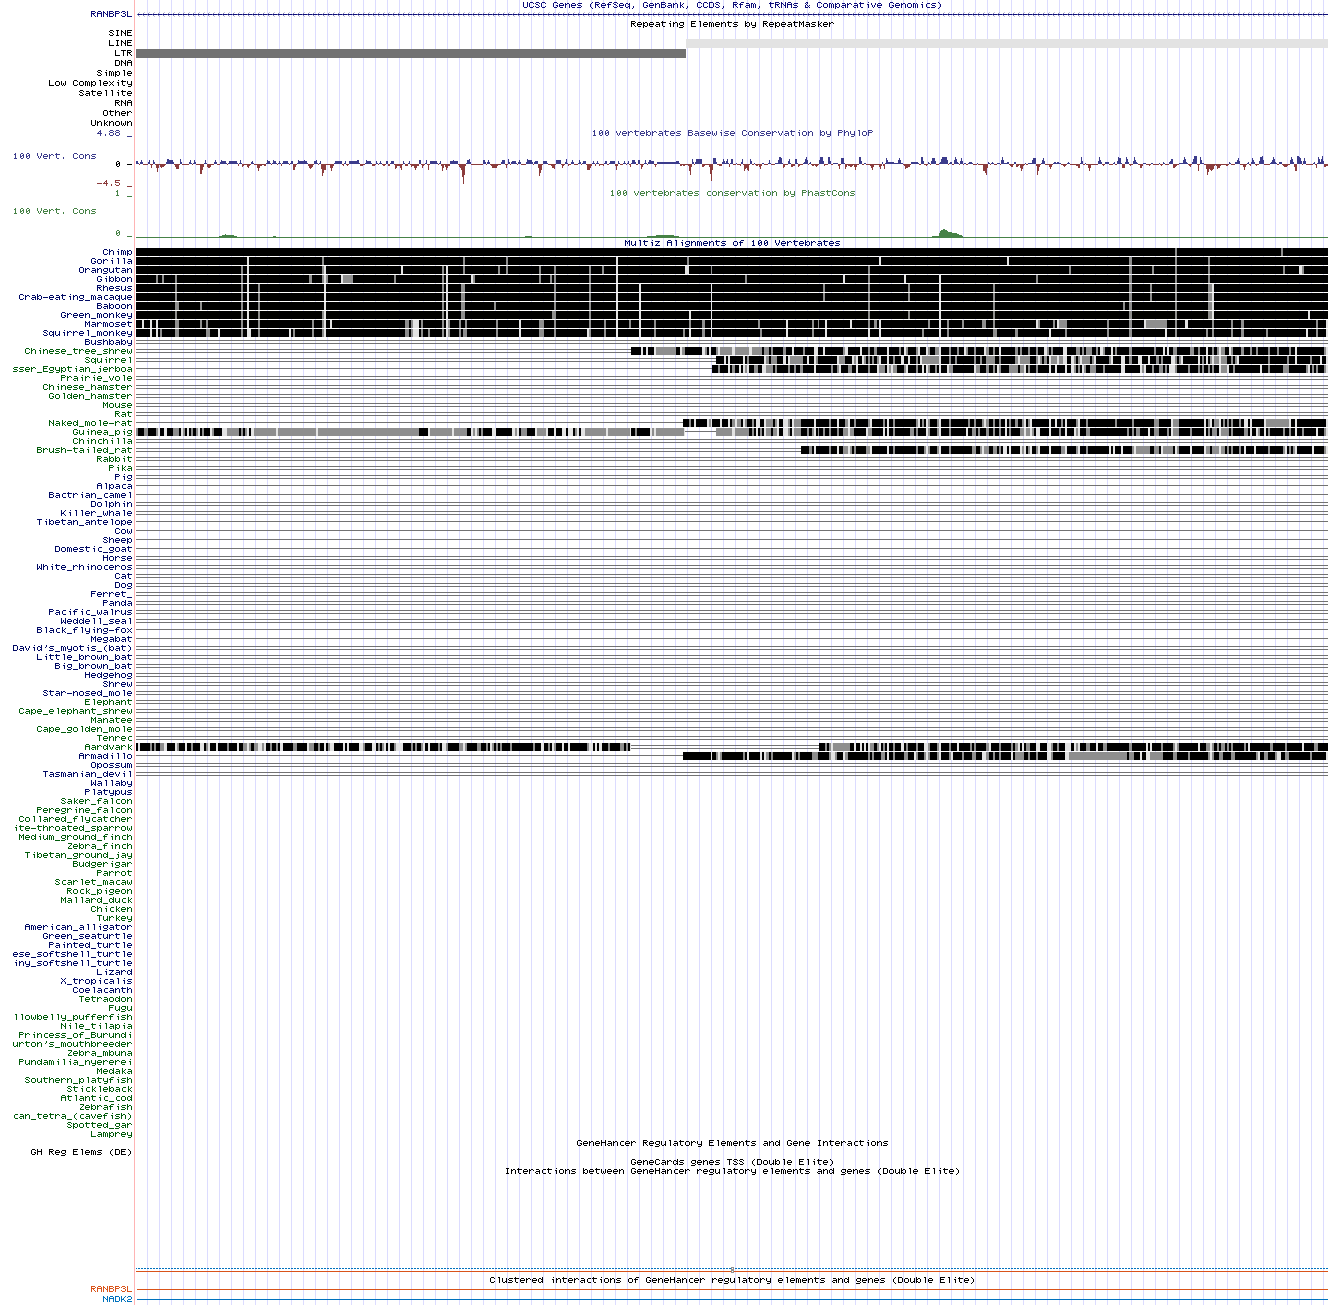 UCSC Genes (RefSeq, GenBank, CCDS, Rfam, tRNAs & Comparative Genomics)
RANBP3L
Repeating Elements by RepeatMasker
SINE
LINE
LTR
DNA
Simple
Low Complexity
Satellite
RNA
Other
Unknown
4.88 _
100 vertebrates Basewise Conservation by PhyloP
100 Vert. Cons
0 _
-4.5 _
1 _
100 vertebrates conservation by PhastCons
100 Vert. Cons
0 _
Multiz Alignments of 100 Vertebrates
Chimp
Gorilla
Orangutan
Gibbon
Rhesus
Crab-eating_macaque
Baboon
Green_monkey
Marmoset
Squirrel_monkey
Bushbaby
Chinese_tree_shrew
Squirrel
sser_Egyptian_jerboa
Prairie_vole
Chinese_hamster
Golden_hamster
Mouse
Rat
Naked_mole-rat
Guinea_pig
Chinchilla
Brush-tailed_rat
Rabbit
Pika
Pig
Alpaca
Bactrian_camel
Dolphin
Killer_whale
Tibetan_antelope
Cow
Sheep
Domestic_goat
Horse
White_rhinoceros
Cat
Dog
Ferret_
Panda
Pacific_walrus
Weddell_seal
Black_flying-fox
Megabat
David's_myotis_(bat)
Little_brown_bat
Big_brown_bat
Hedgehog
Shrew
Star-nosed_mole
Elephant
Cape_elephant_shrew
Manatee
Cape_golden_mole
Tenrec
Aardvark
Armadillo
Opossum
Tasmanian_devil
Wallaby
Platypus
Saker_falcon
Peregrine_falcon
Collared_flycatcher
ite-throated_sparrow
Medium_ground_finch
Zebra_finch
Tibetan_ground_jay
Budgerigar
Parrot
Scarlet_macaw
Rock_pigeon
Mallard_duck
Chicken
Turkey
American_alligator
Green_seaturtle
Painted_turtle
ese_softshell_turtle
iny_softshell_turtle
Lizard
X_tropicalis
Coelacanth
Tetraodon
Fugu
llowbelly_pufferfish
Nile_tilapia
Princess_of_Burundi
urton's_mouthbreeder
Zebra_mbuna
Pundamilia_nyererei
Medaka
Southern_platyfish
Stickleback
Atlantic_cod
Zebrafish
can_tetra_(cavefish)
Spotted_gar
Lamprey
GeneHancer Regulatory Elements and Gene Interactions
GH Reg Elems (DE)
GeneCards genes TSS (Double Elite)
Interactions between GeneHancer regulatory elements and genes (Double Elite)
Clustered interactions of GeneHancer regulatory elements and genes (Double Elite)
RANBP3L
NADK2